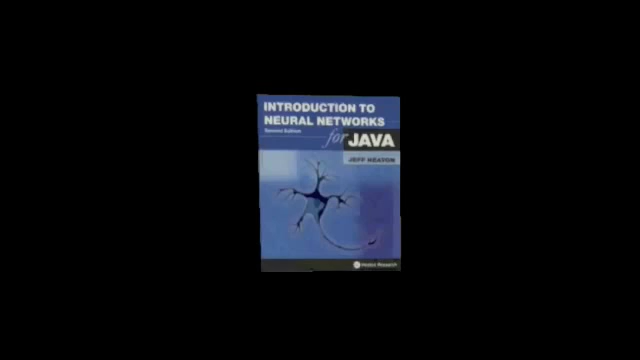 INTRODUCTION TO
NEURAL NETWORKS
Second Edition
for JAVA
JEFF HEATON
Heaton Research